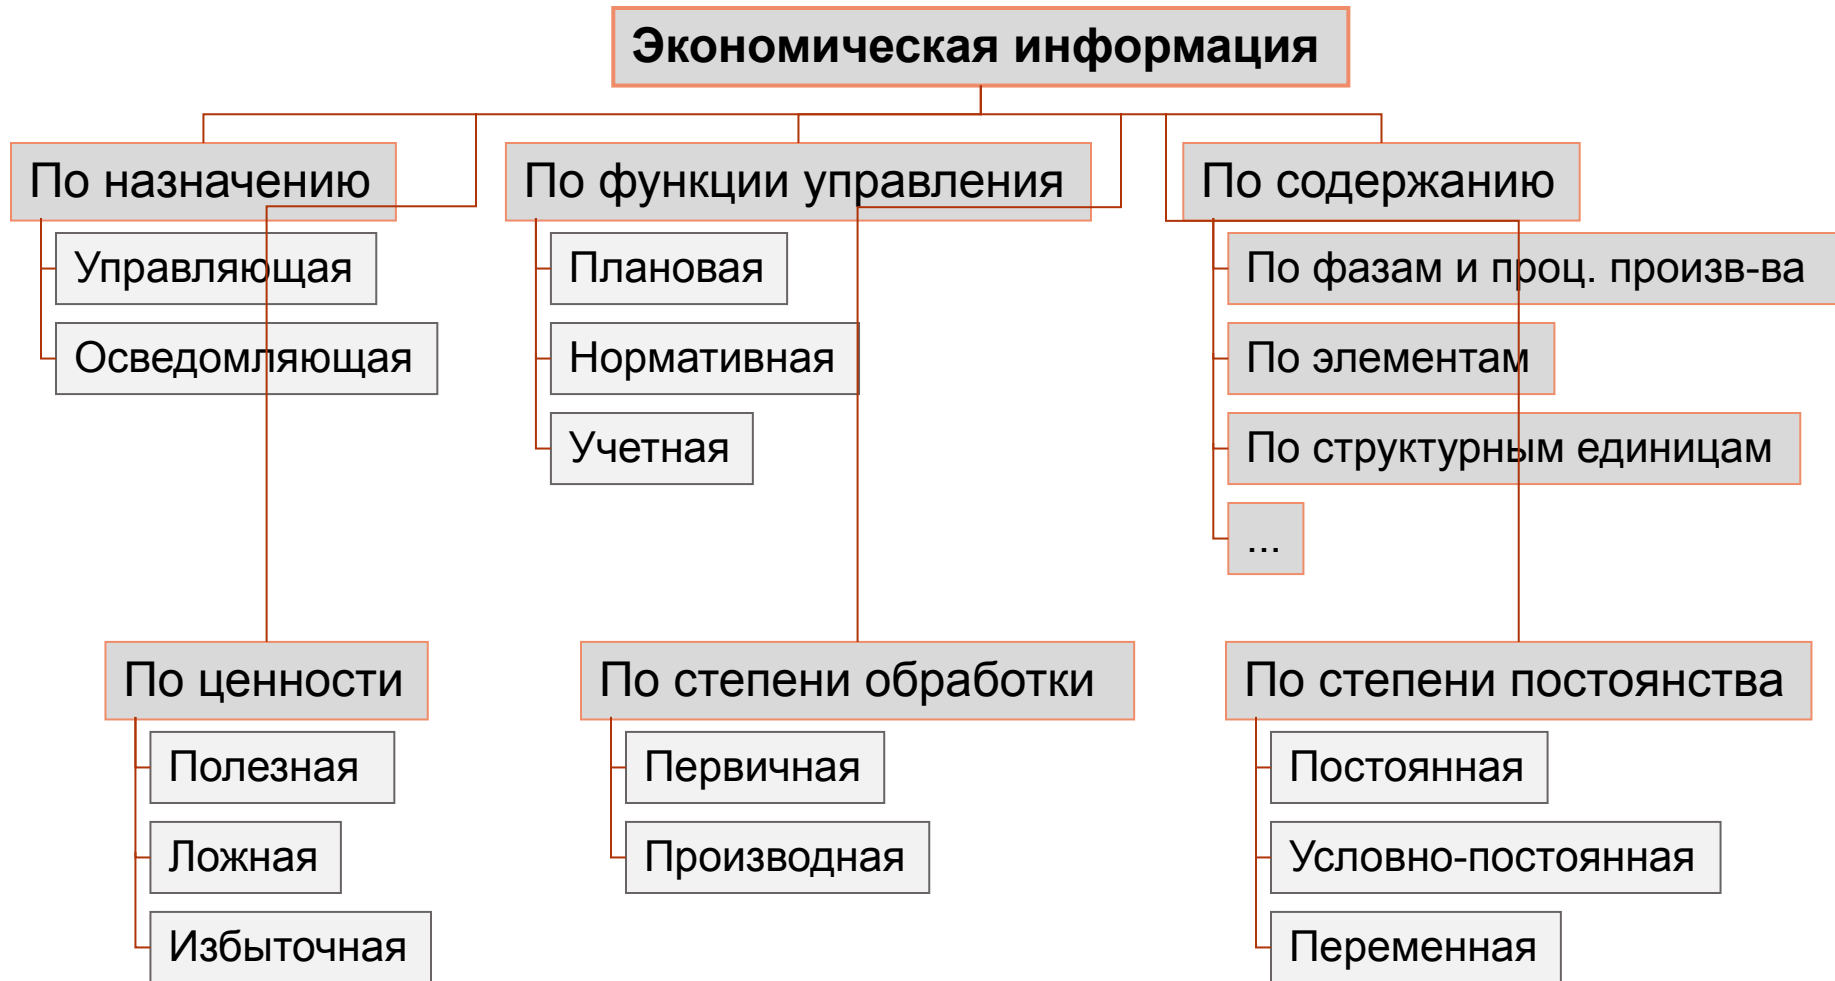 Экономическая информация
По назначению
Управляющая
Осведомляющая
По функции управления
Плановая
Нормативная
Учетная
По содержанию
По фазам и проц. произв-ва
По элементам
По структурным единицам
...
По ценности
Полезная
Ложная
Избыточная
По степени обработки
Первичная
Производная
По степени постоянства
Постоянная
Условно-постоянная
Переменная